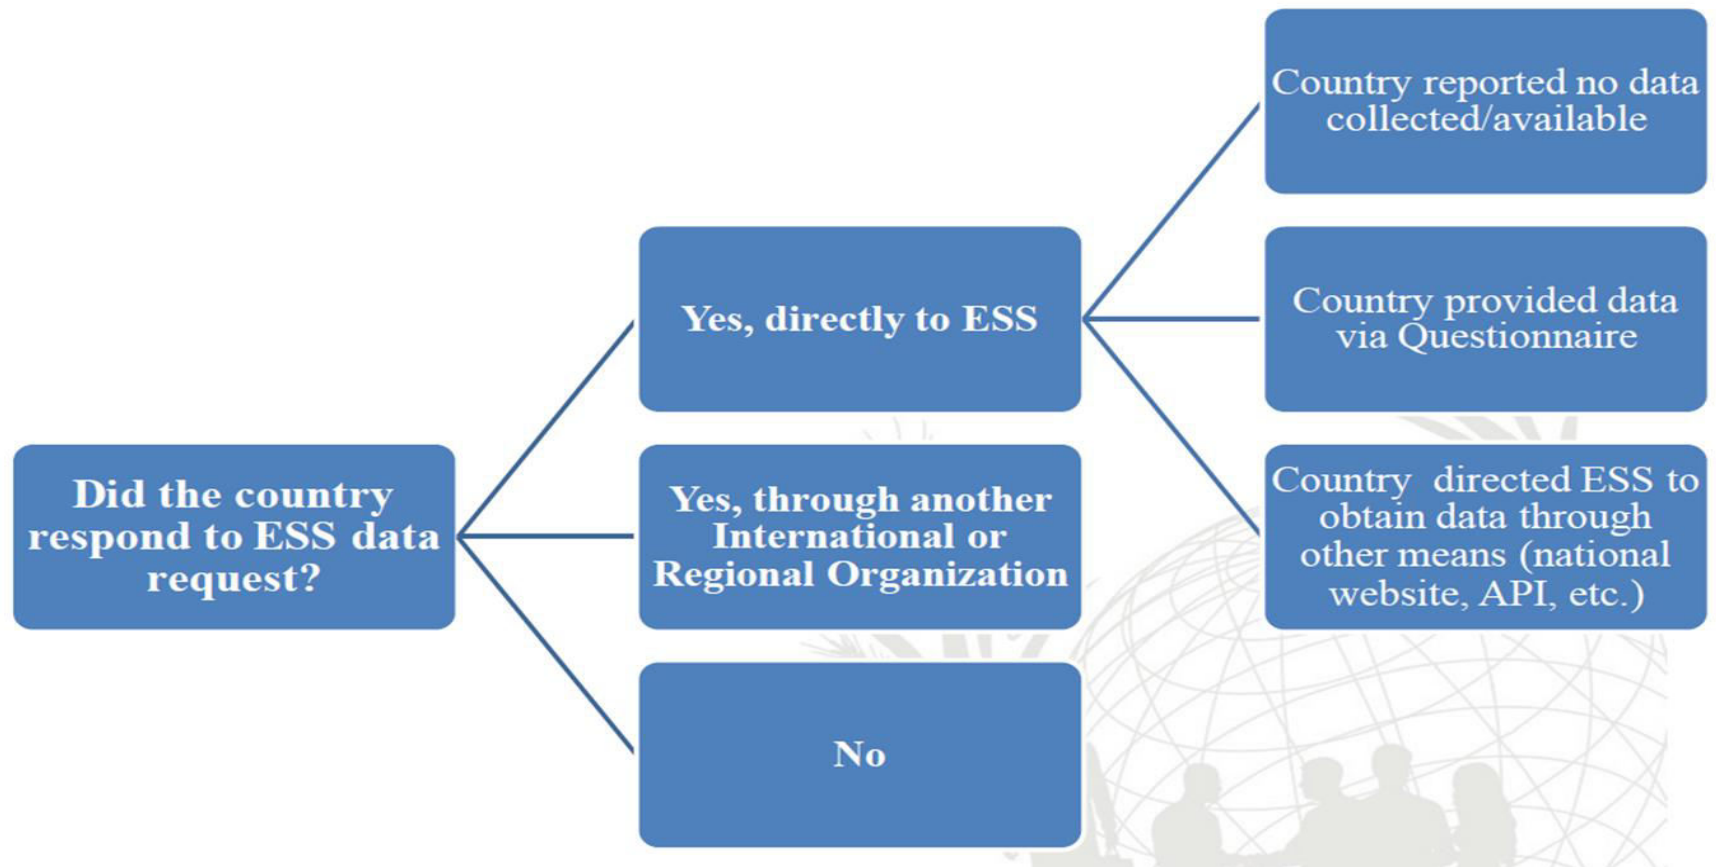 Did the country
respond to ESS data
request?
Yes, directly to ESS
Yes, through another
International or
Regional Organization
No
Country reported no data
collected/available
Country provided data
via Questionnaire
Country directed ESS to
obtain data through
other means (national
website, API, etc.)